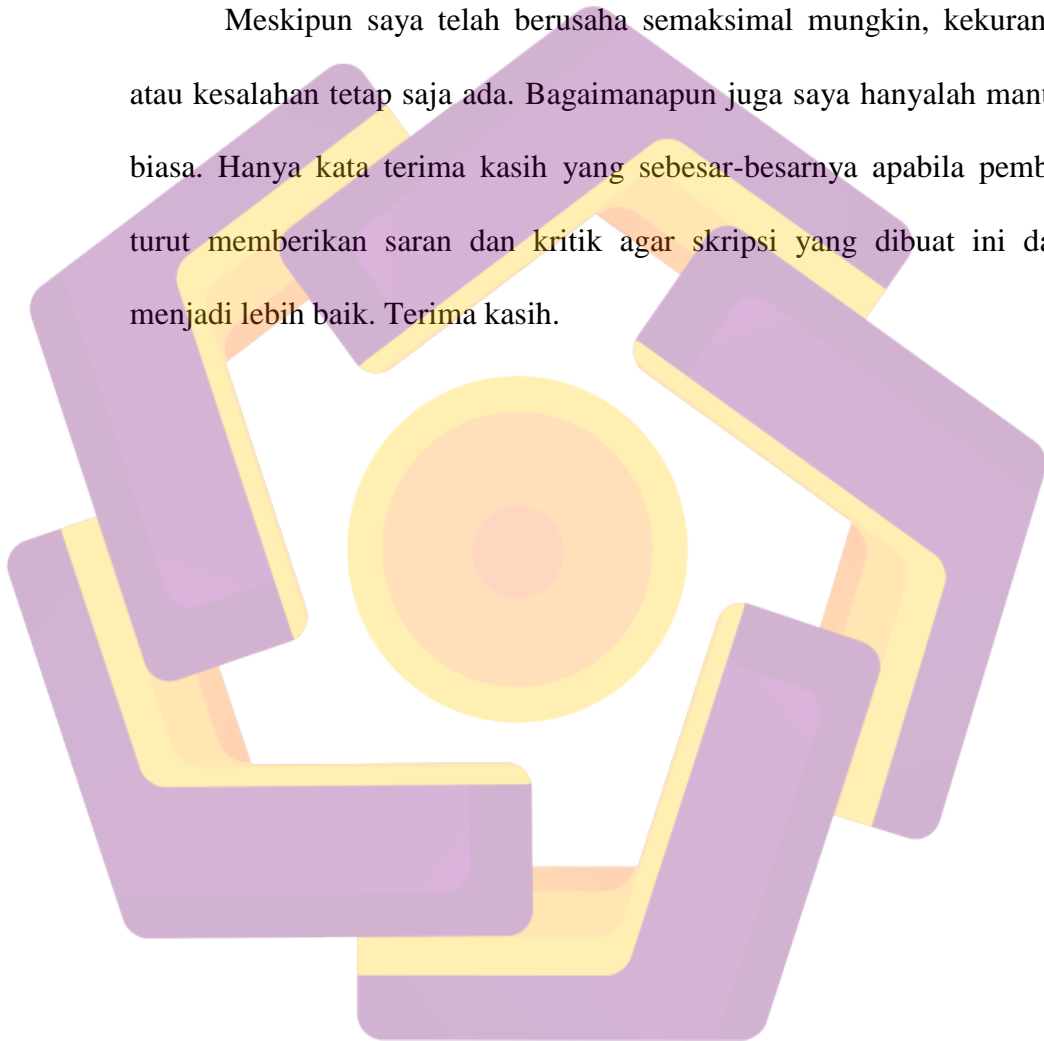 Meskipun saya telah berusaha semaksimal mungkin, kekuran
atau kesalahan tetap saja ada. Bagaimanapun juga saya hanyalah manu
biasa. Hanya kata terima kasih yang sebesar-besarnya apabila pemb
turut memberikan saran dan kritik agar skripsi yang dibuat ini da
menjadi lebih baik. Terima kasih.